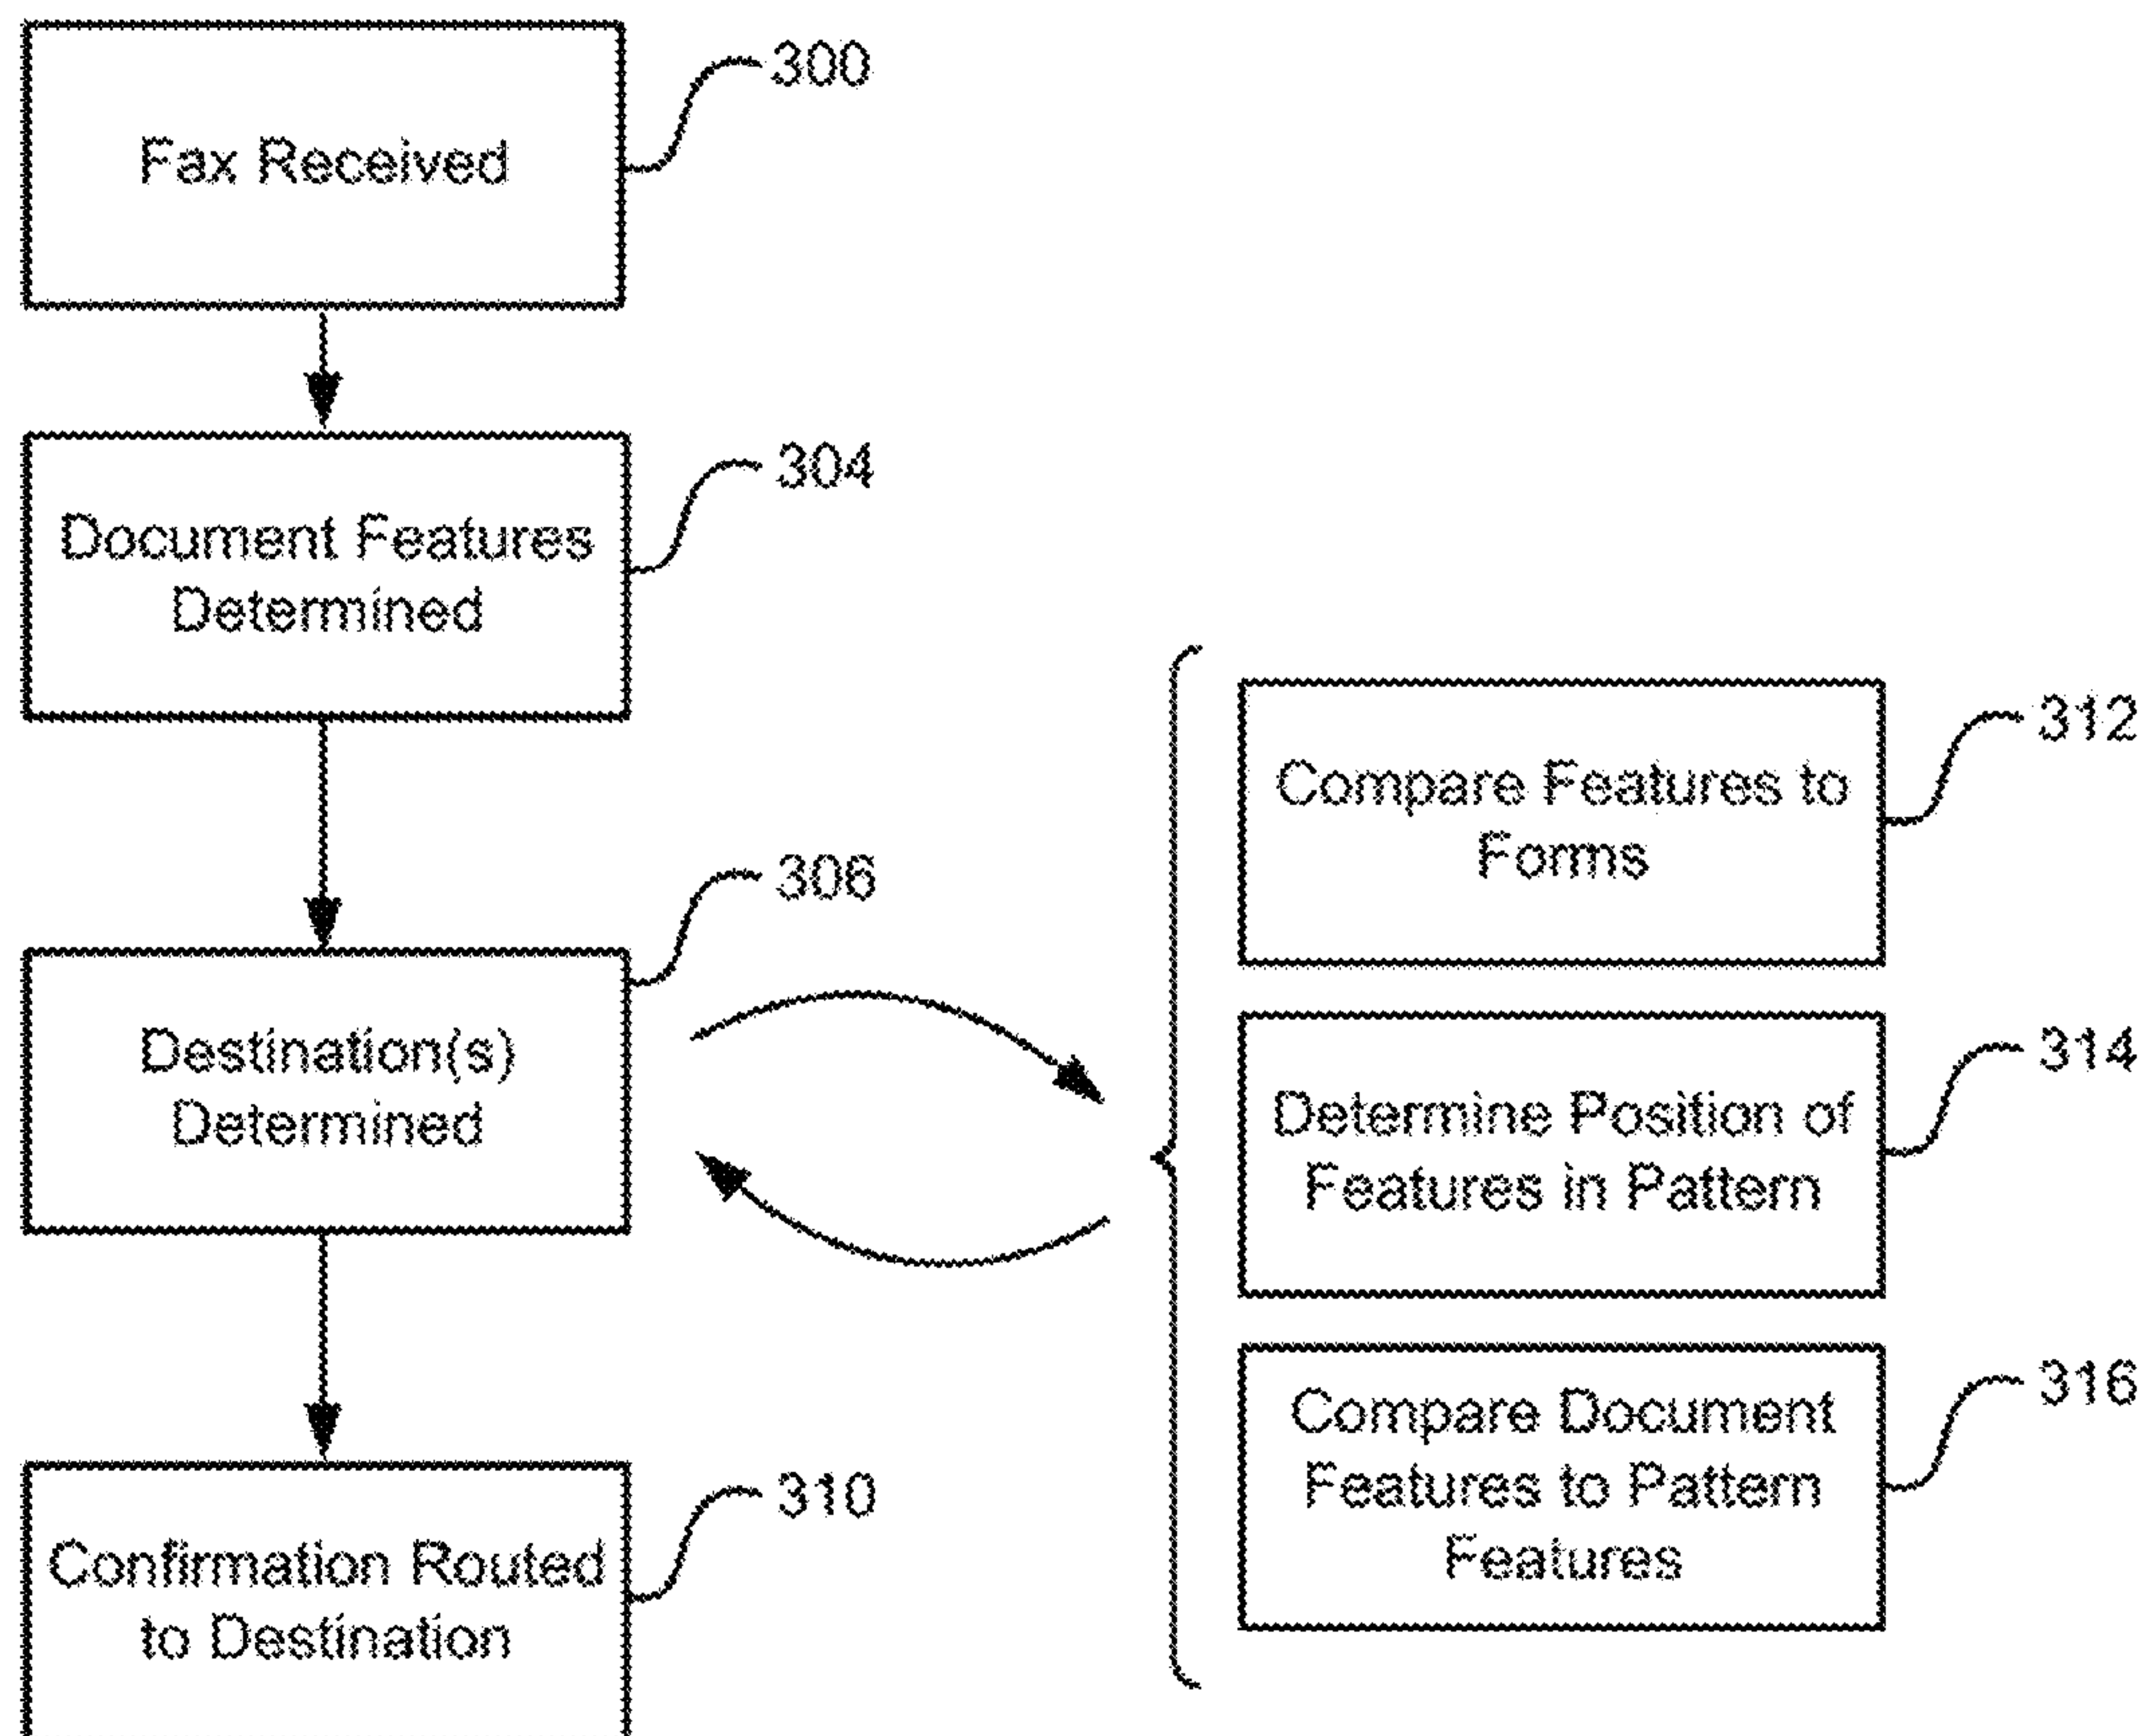 Fax Received
300
Document Features
Determined
304
Destination(s)
Determined
306
Confirmation Routed
to Destination
310
Compare Features to
Forms
312
Determine Position of
Features in Pattern
314
Compare Document
Features to Pattern
Features
316